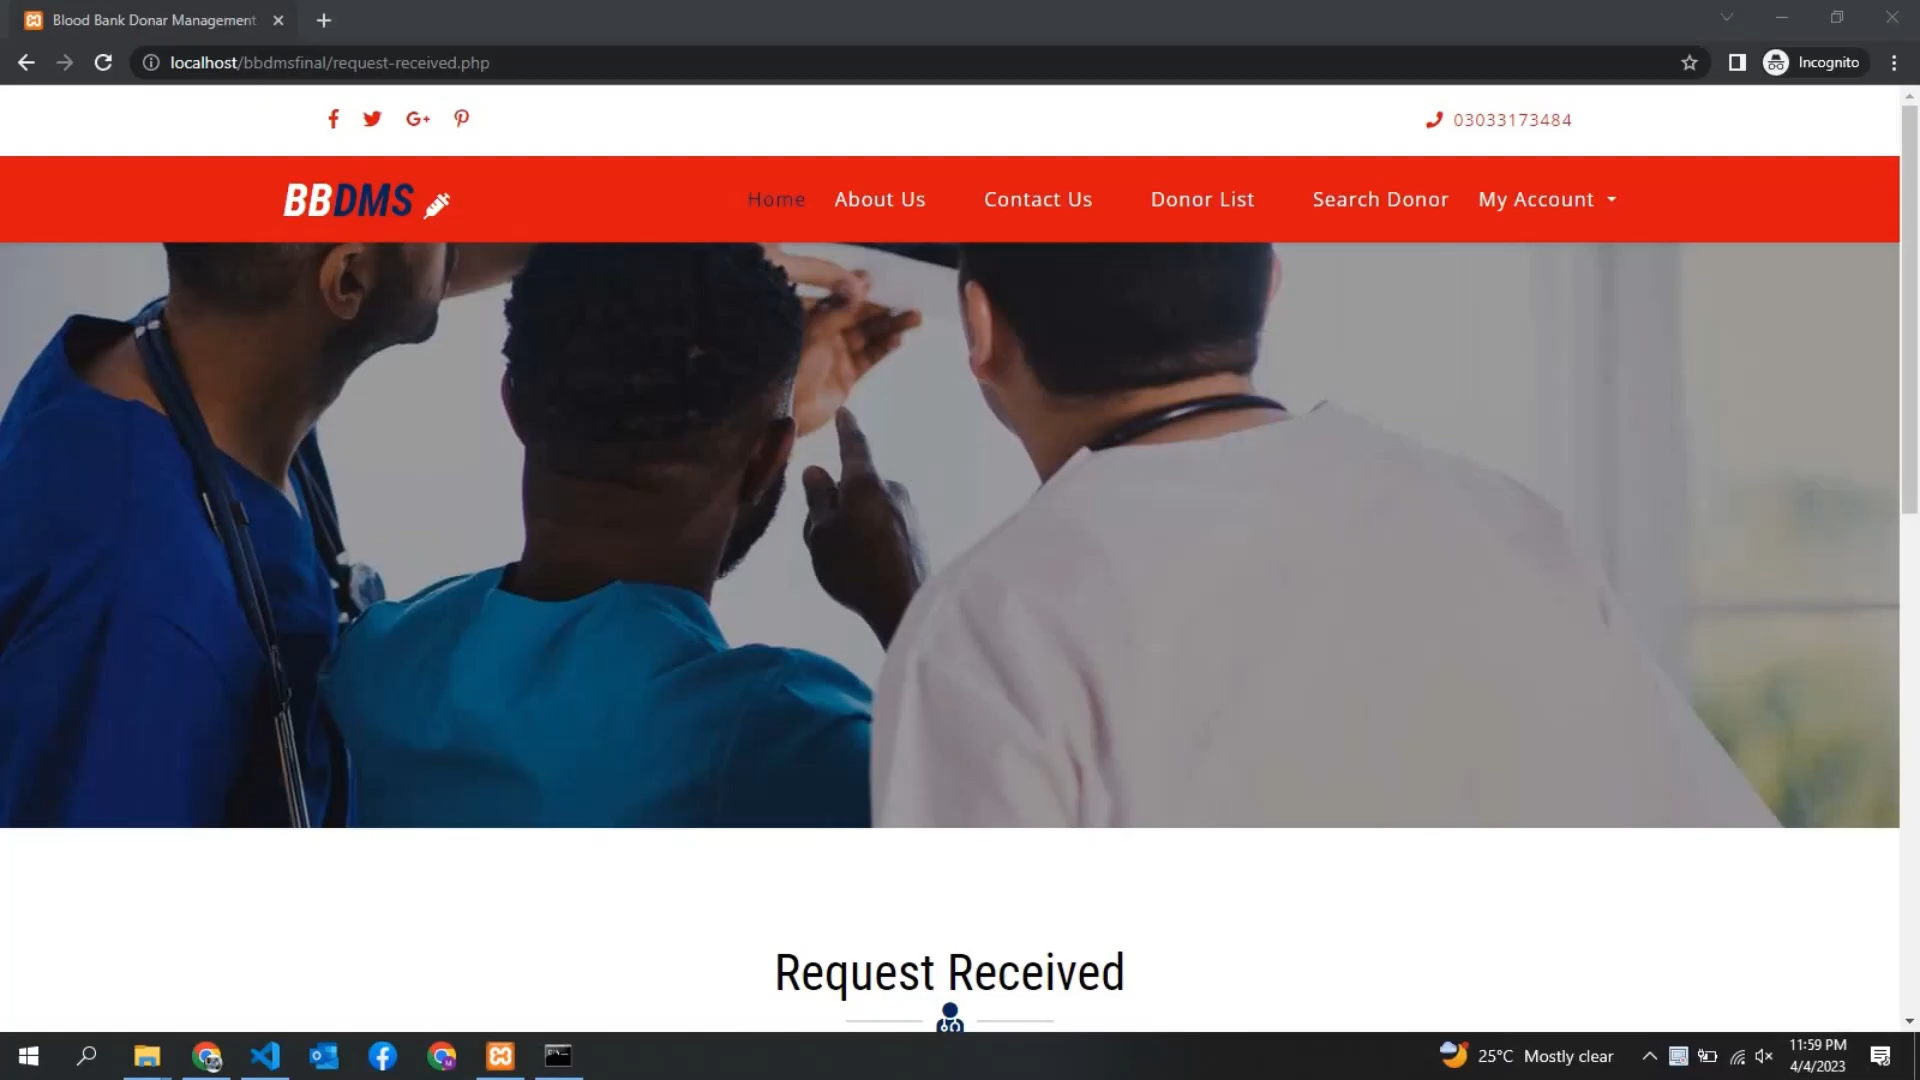 Blood Bank Donar Management
localhost/bbdmsfinal/request-received.php
Incognito
03033173484
BBDMS
Home
About Us
Contact Us
Donor List
Search Donor
My Account
Request Received
25°C Mostly clear
11:59 PM
4/4/2023